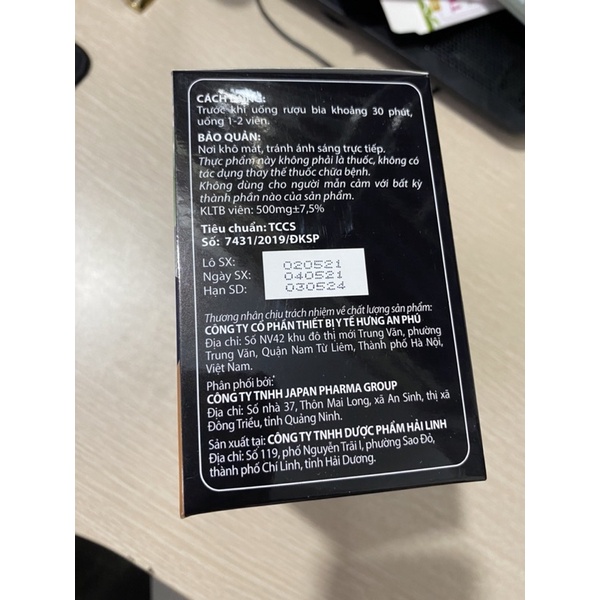 CÁCH DÙNG:
Trước khi uống rượu bia khoảng 30 phút,
uống 1-2 viên.
BẢO QUẢN:
Nơi khô mát, tránh ánh sáng trực tiếp.
Thực phẩm này không phải là thuốc, không có
tác dụng thay thế thuốc chữa bệnh.
Không dùng cho người mẫn cảm với bất kỳ
thành phần nào của sản phẩm.
KLTB viên: 500mg±7,5%
Tiêu chuẩn: TCCS
Số: 7431/2019/ĐKSP
Lô SX: 020521
Ngày SX: 040521
Hạn SD: 030524
Thương nhân chịu trách nhiệm về chất lượng sản phẩm:
CÔNG TY CỔ PHẦN THIẾT BỊ Y TẾ HƯNG AN PHÚ
Địa chỉ: Số NV42 khu đô thị mới Trung Văn, phường
Trung Văn, Quận Nam Từ Liêm, Thành phố Hà Nội,
Việt Nam.
Phân phối bởi:
CÔNG TY TNHH JAPAN PHARMA GROUP
Địa chỉ: Số nhà 37, Thôn Mai Long, xã An Sinh, thị xã
Đông Triều, tỉnh Quảng Ninh.
Sản xuất tại: CÔNG TY TNHH DƯỢC PHẨM HẢI LINH
Địa chỉ: Số 119, phố Nguyễn Trãi I, phường Sao Đỏ,
thành phố Chí Linh, tỉnh Hải Dương.